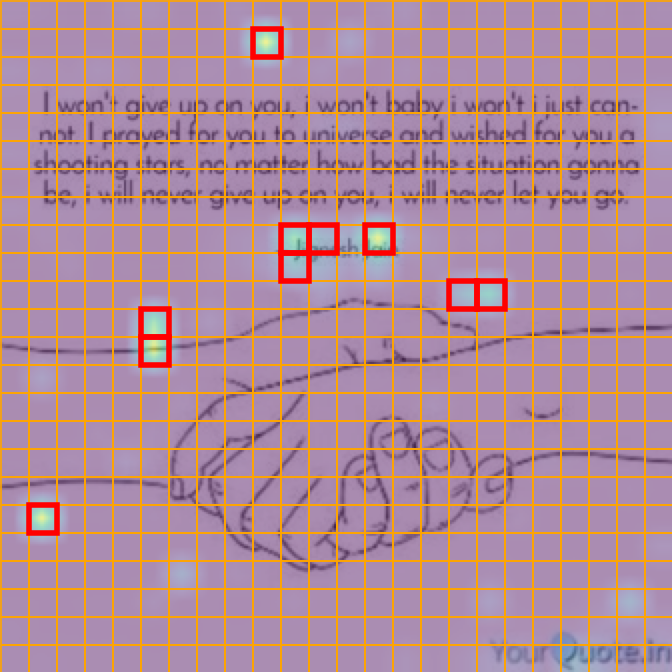 I won't give up on you, i won't baby i won't i just can-
not. I prayed for you to universe and wished for you a
shooting stars, no matter how bad the situation gonna
be, i will never give up on you, i will never let you go.
- Jignesh Jain
YourQuote.in